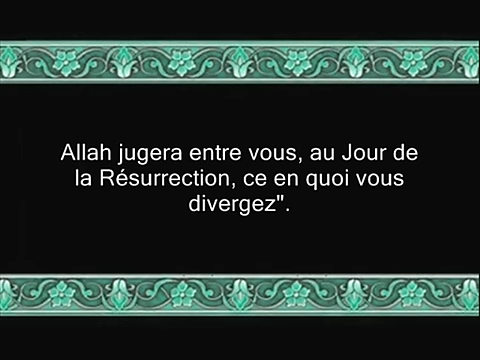 Allah jugera entre vous, au Jour de
la Résurrection, ce en quoi vous
divergez".